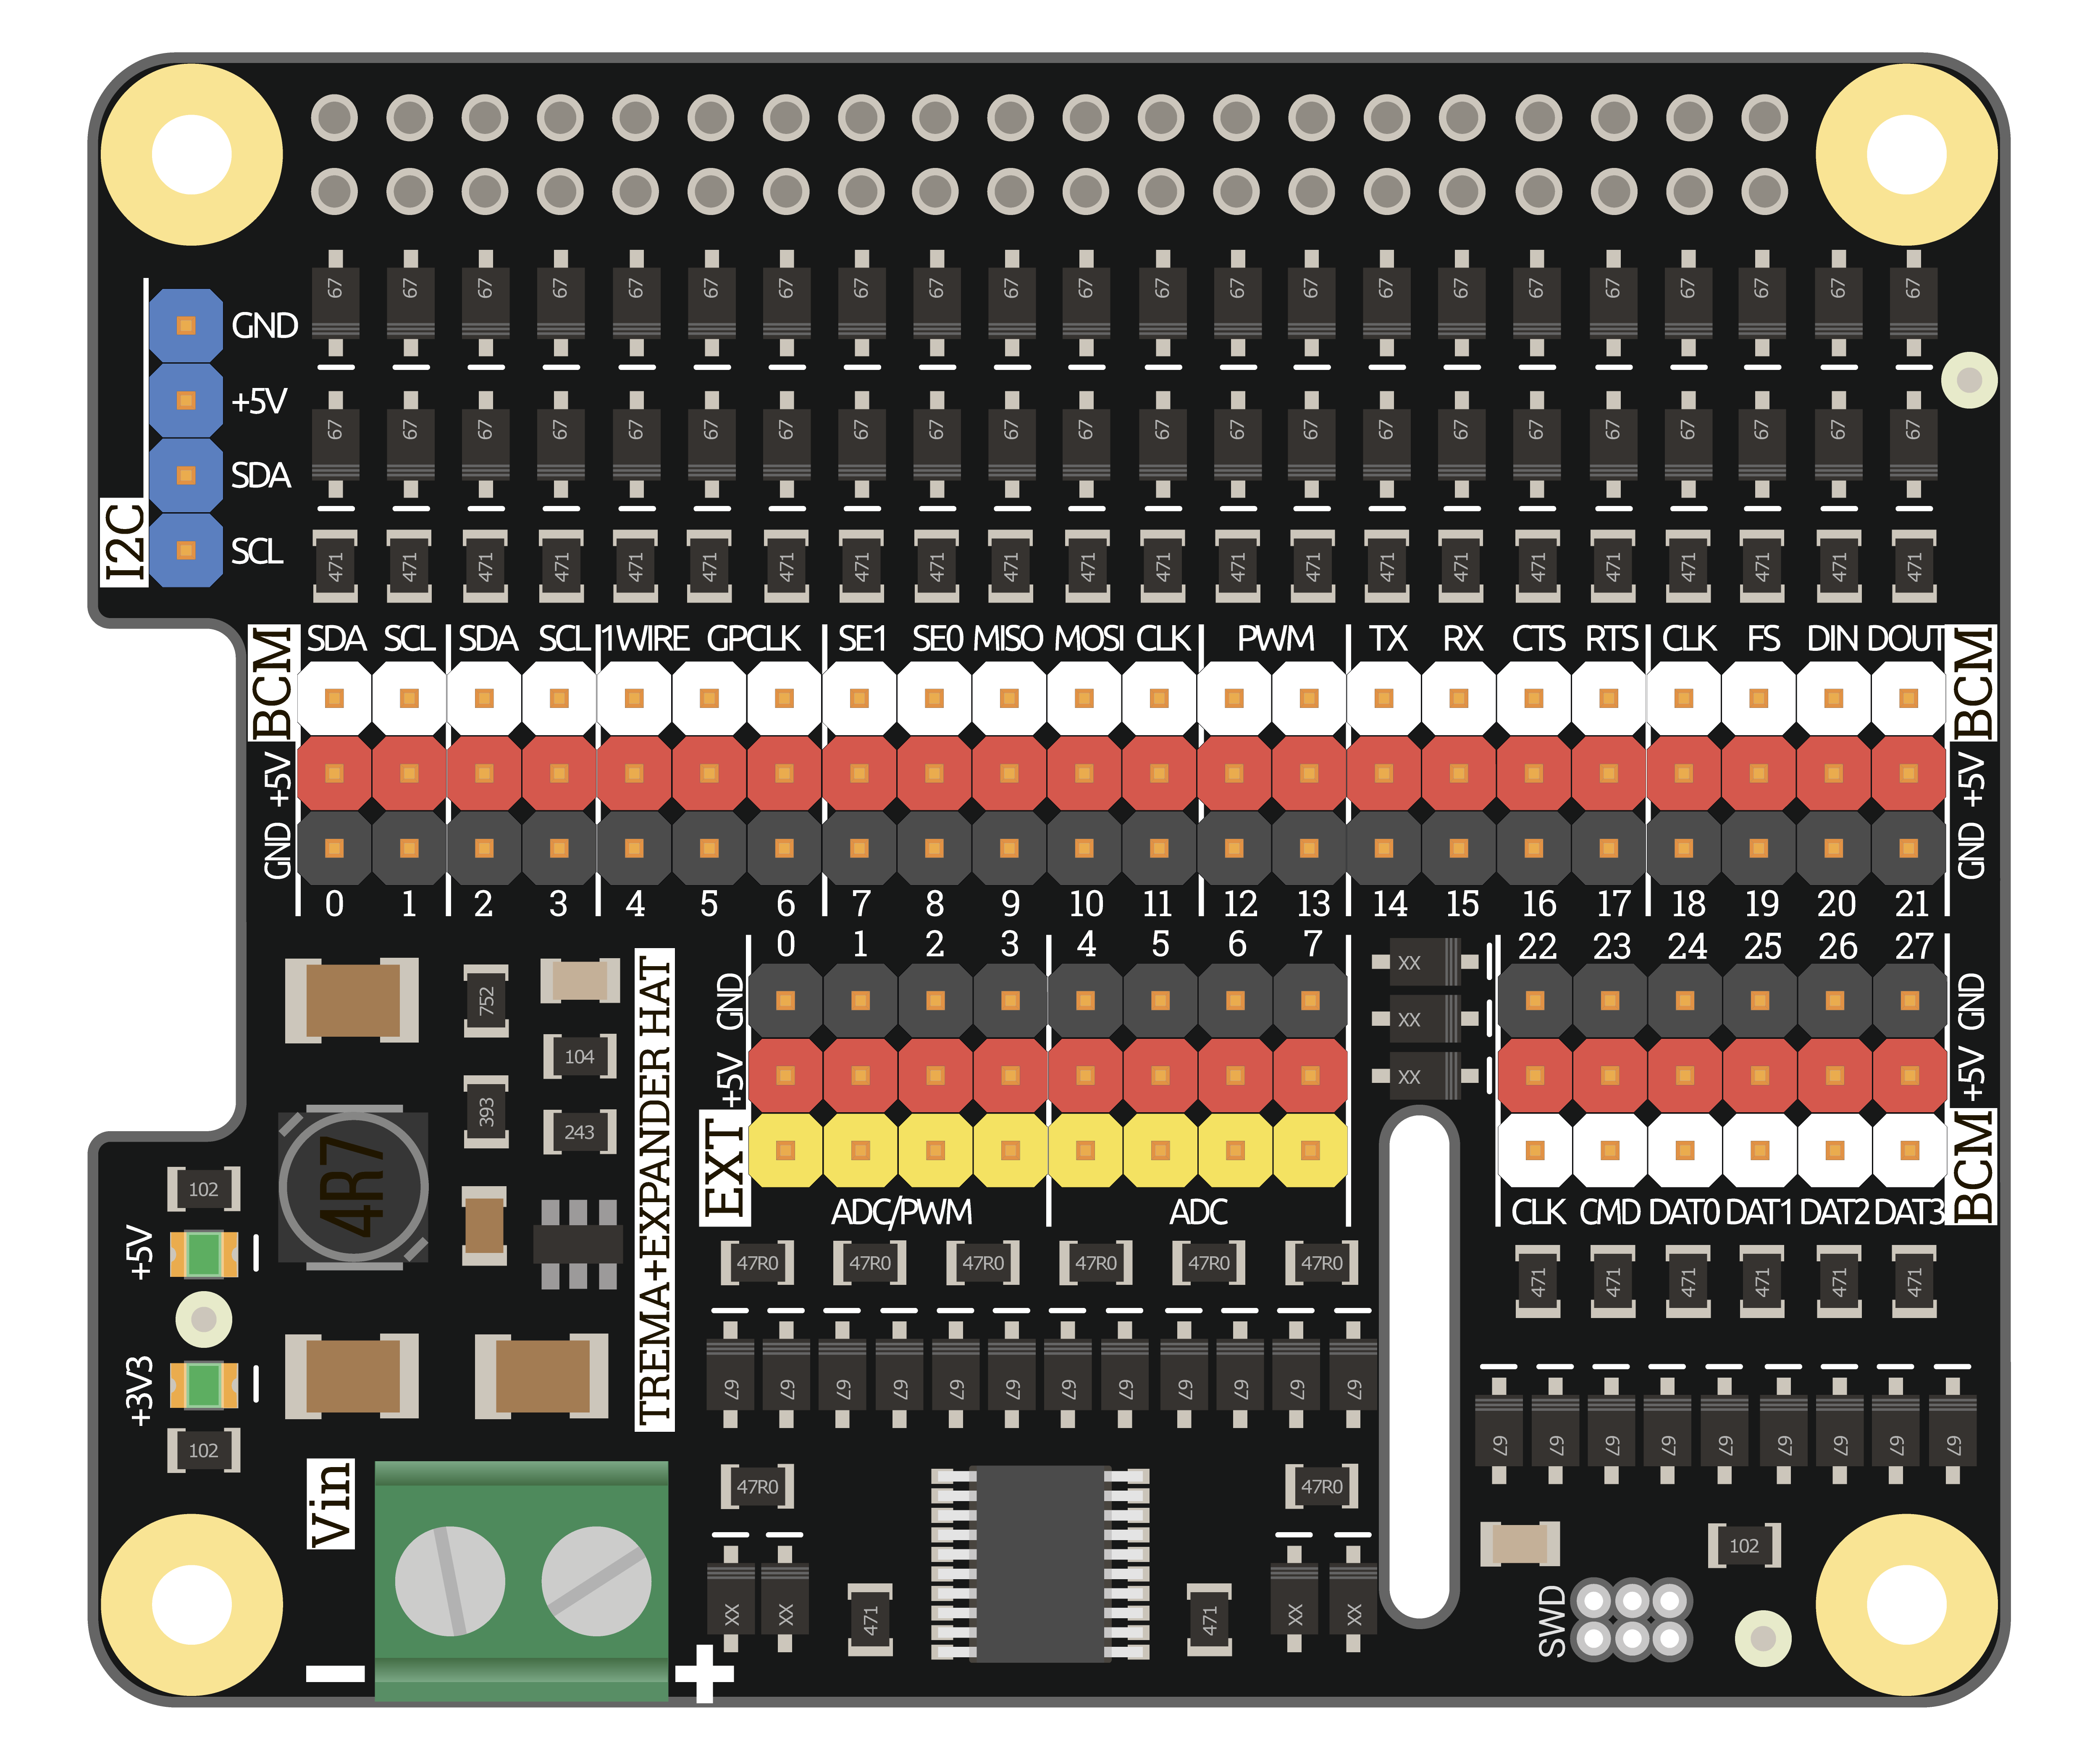 67 67 67 67 67 67 67 67 67 67 67 67 67 67 67 67 67 67 67 67 67 67
GND
+5V
67 67 67 67 67 67 67 67 67 67 67 67 67 67 67 67 67 67 67 67 67 67
SDA
SCL
I2C
471 471 471 471 471 471 471 471 471 471 471 471 471 471 471 471 471 471 471 471 471 471
BCM SDA SCL SDA SCL 1WIRE GPCLK SE1 SE0 MISO MOSI CLK PWM TX RX CTS RTS CLK FS DIN DOUT BCM
+5V +5V
GND GND
0 1 2 3 4 5 6 7 8 9 10 11 12 13 14 15 16 17 18 19 20 21
0 1 2 3 4 5 6 7 22 23 24 25 26 27
752
104
393
243
4R7
TREMA+EXPANDER HAT
GND XX GND
XX
+5V XX +5V
EXT BCM
ADC/PWM ADC CLK CMD DAT0 DAT1 DAT2 DAT3
102
+5V
+3V3
102
47R0 47R0 47R0 47R0 47R0 47R0 471 471 471 471 471 471
67 67 67 67 67 67 67 67 67 67 67 67
67 67 67 67 67 67 67 67 67
Vin
47R0 47R0
102
XX XX 471 471 XX XX
SWD
− +